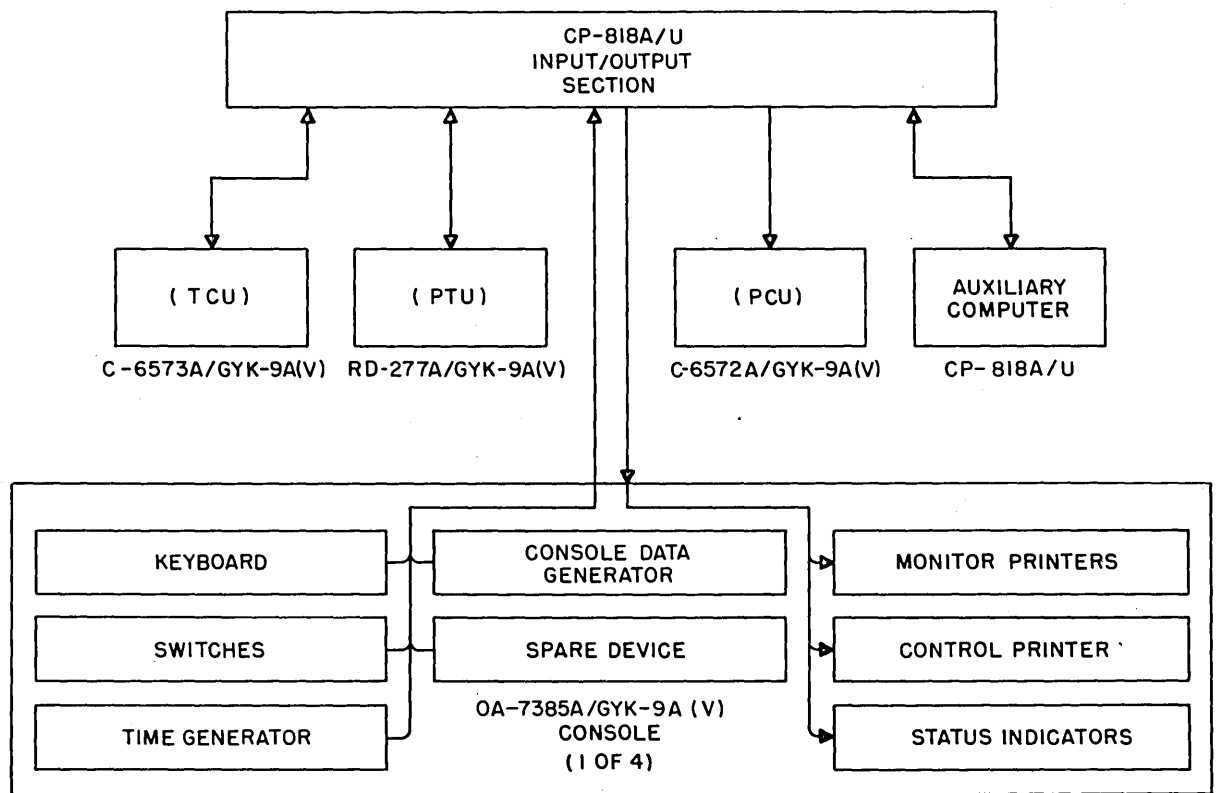 CP-818A/U
INPUT/OUTPUT
SECTION
(TCU)
(PTU)
(PCU)
AUXILIARY
COMPUTER
C-6573A/GYK-9A(V)
RD-277A/GYK-9A(V)
C-6572A/GYK-9A(V)
CP-818A/U
KEYBOARD
CONSOLE DATA
GENERATOR
MONITOR PRINTERS
SWITCHES
SPARE DEVICE
CONTROL PRINTER
TIME GENERATOR
OA-7385A/GYK-9A (V)
CONSOLE
(1 OF 4)
STATUS INDICATORS